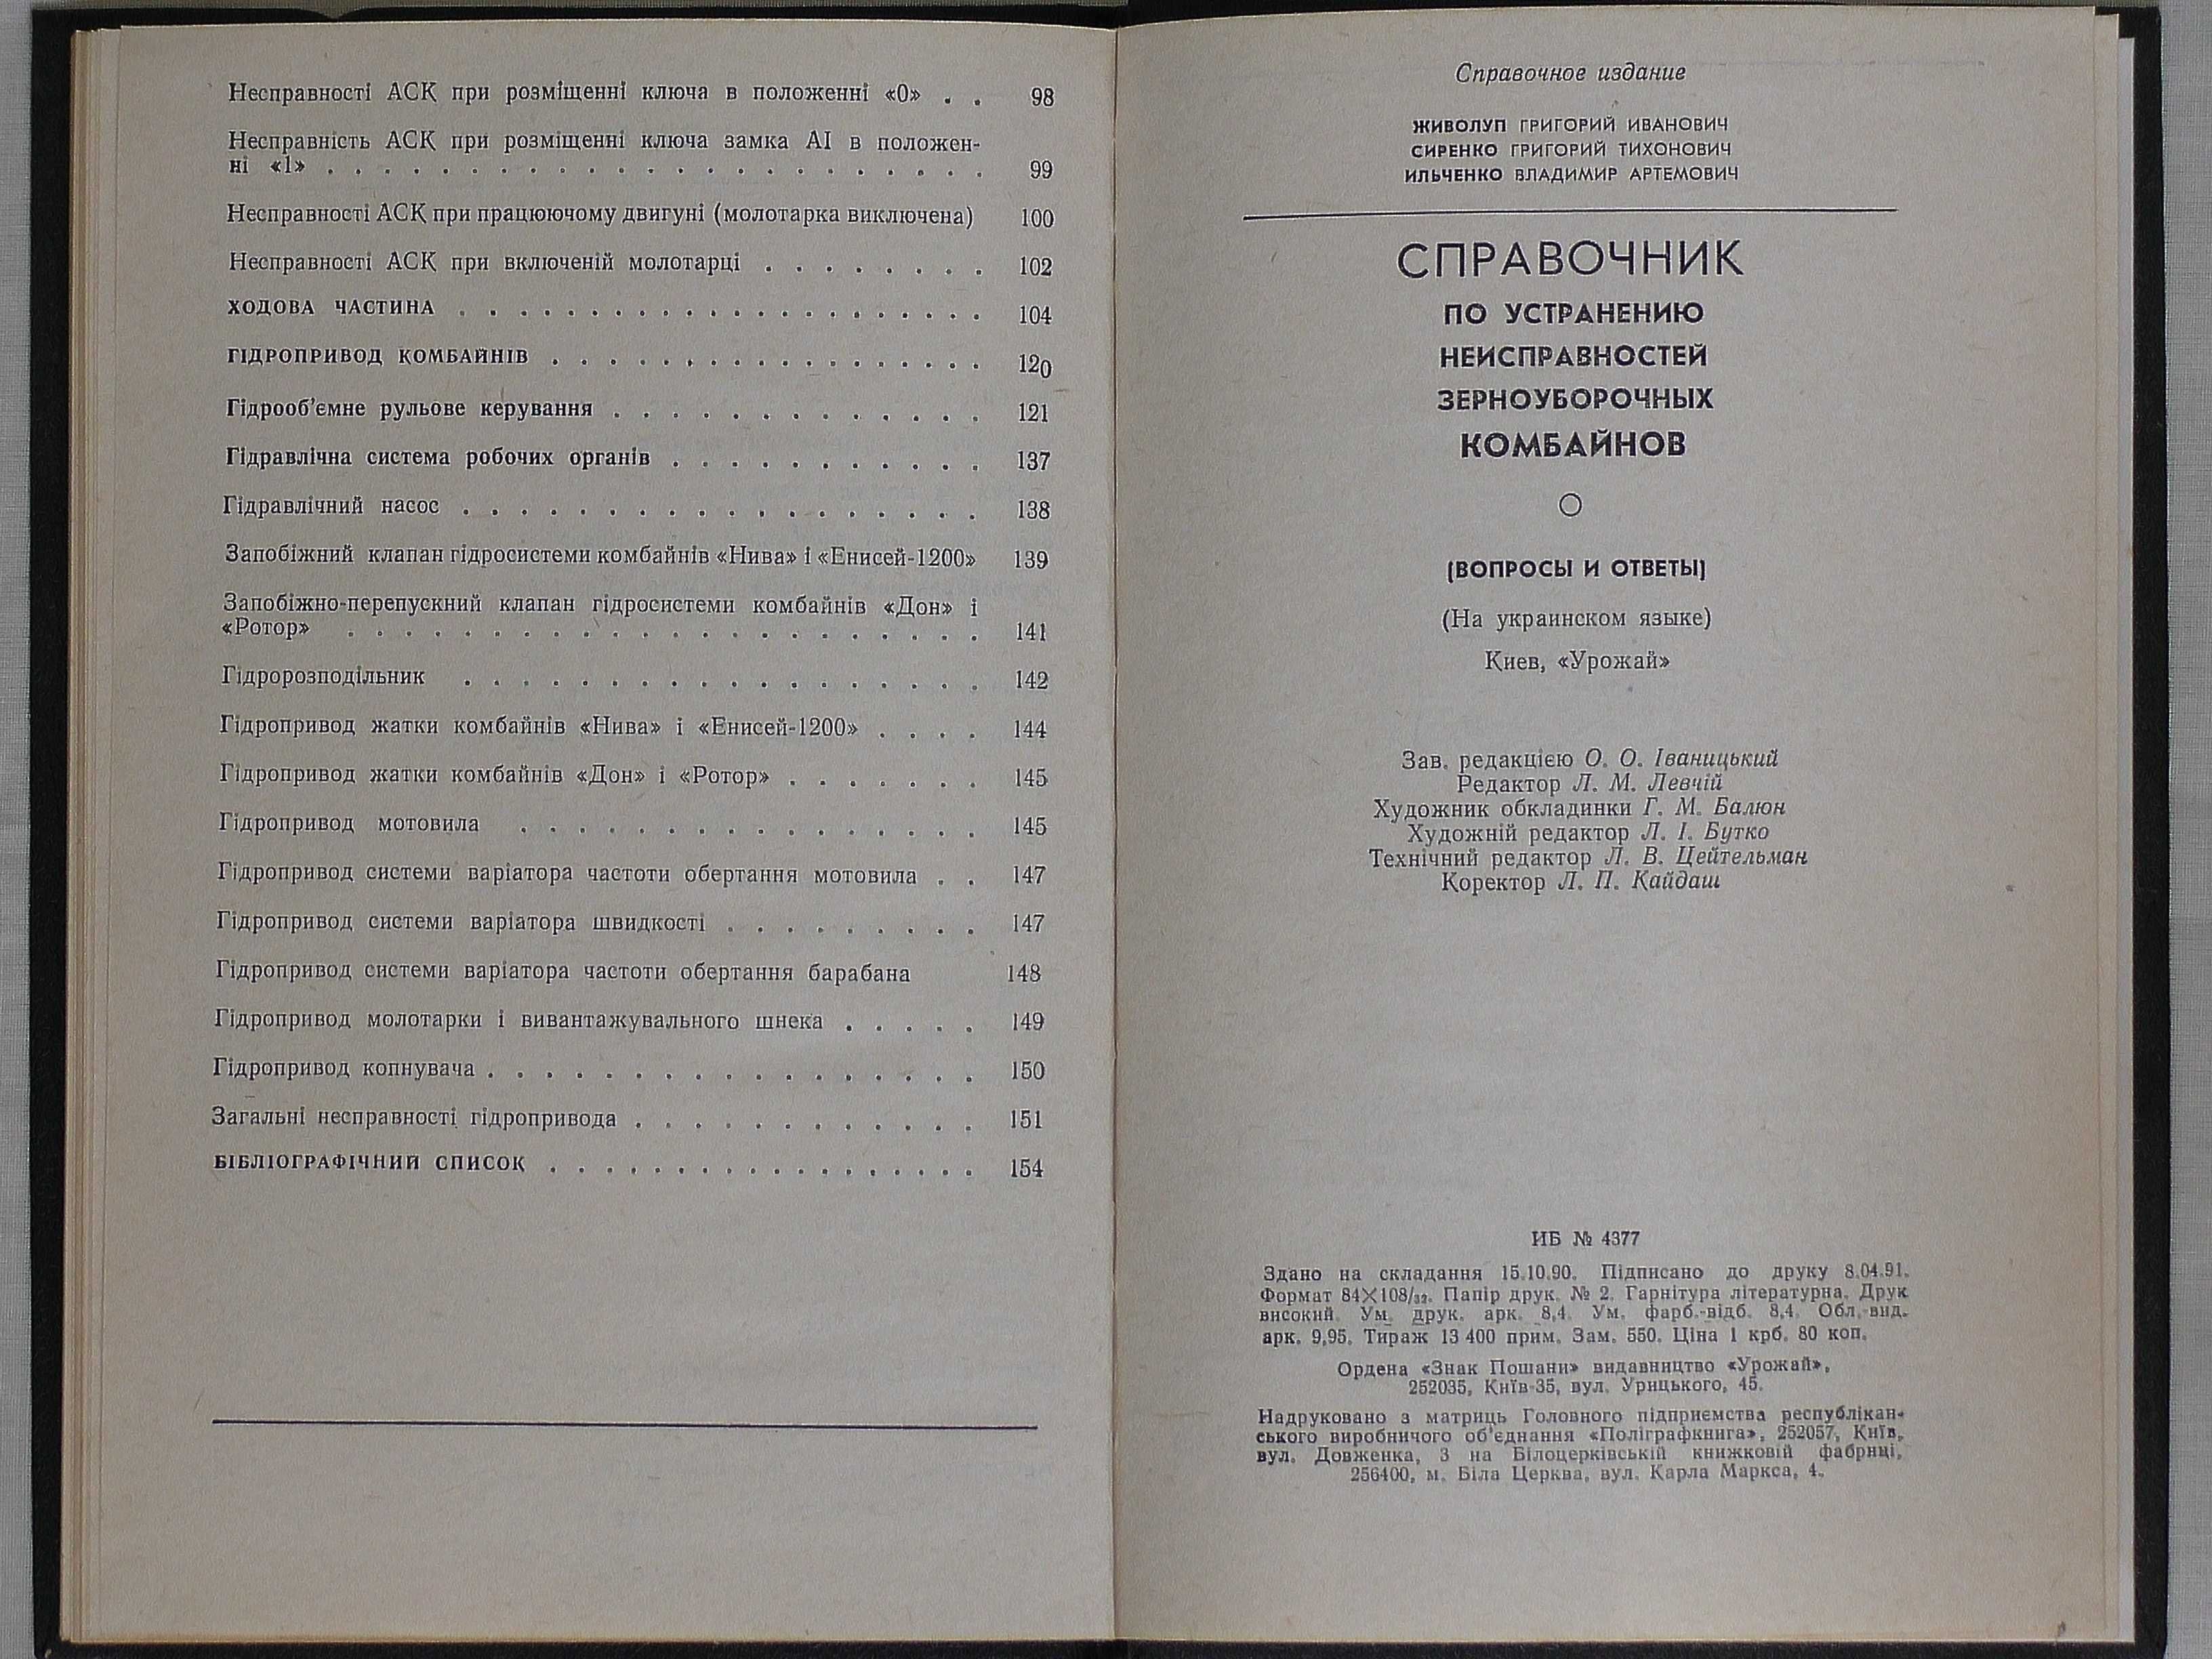 Несправності АСК при розміщенні ключа в положенні «0» . . 98
Несправність АСК при розміщенні ключа замка АІ в положен-
ні «1» . . . . . . . . . . . . . . . . . . . . . . 99
Несправності АСК при працюючому двигуні (молотарка виключена) 100
Несправності АСК при включеній молотарці . . . . . . . . 102
ХОДОВА ЧАСТИНА . . . . . . . . . . . . . . . . . . 104
ГІДРОПРИВОД КОМБАЙНІВ . . . . . . . . . . . . . . . 120
Гідрооб'ємне рульове керування . . . . . . . . . . . . . 121
Гідравлічна система робочих органів . . . . . . . . . . . 137
Гідравлічний насос . . . . . . . . . . . . . . . . . . 138
Запобіжний клапан гідросистеми комбайнів «Нива» і «Енисей-1200» 139
Запобіжно-перепускний клапан гідросистеми комбайнів «Дон» і
«Ротор» . . . . . . . . . . . . . . . . . . . . . . 141
Гідророзподільник . . . . . . . . . . . . . . . . . . 142
Гідропривод жатки комбайнів «Нива» і «Енисей-1200» . . . . 144
Гідропривод жатки комбайнів «Дон» і «Ротор» . . . . . . . 145
Гідропривод мотовила . . . . . . . . . . . . . . . . 145
Гідропривод системи варіатора частоти обертання мотовила . . 147
Гідропривод системи варіатора швидкості . . . . . . . . . 147
Гідропривод системи варіатора частоти обертання барабана 148
Гідропривод молотарки і вивантажувального шнека . . . . . 149
Гідропривод копнувача . . . . . . . . . . . . . . . . . 150
Загальні несправності гідропривода . . . . . . . . . . . . 151
БІБЛІОГРАФІЧНИЙ СПИСОК . . . . . . . . . . . . . . . . 154
Справочное издание
ЖИВОЛУП ГРИГОРИЙ ИВАНОВИЧ
СИРЕНКО ГРИГОРИЙ ТИХОНОВИЧ
ИЛЬЧЕНКО ВЛАДИМИР АРТЕМОВИЧ
СПРАВОЧНИК
ПО УСТРАНЕНИЮ
НЕИСПРАВНОСТЕЙ
ЗЕРНОУБОРОЧНЫХ
КОМБАЙНОВ
(ВОПРОСЫ И ОТВЕТЫ)
(На украинском языке)
Киев, «Урожай»
Зав. редакцією О. О. Іваницький
Редактор Л. М. Левчій
Художник обкладинки Г. М. Балюн
Художній редактор Л. І. Бутко
Технічний редактор Л. В. Цейтельман
Коректор Л. П. Кайдаш
ИБ № 4377
Здано на складання 15.10.90. Підписано до друку 8.04.91.
Формат 84×108/32. Папір друк. № 2. Гарнітура літературна. Друк
високий. Ум. друк. арк. 8,4. Ум. фарб.-відб. 8,4. Обл.-вид.
арк. 9,95. Тираж 13 400 прим. Зам. 550. Ціна 1 крб. 80 коп.
Ордена «Знак Пошани» видавництво «Урожай»,
252035, Київ-35, вул. Урицького, 45.
Надруковано з матриць Головного підприємства республікан-
ського виробничого об'єднання «Поліграфкнига», 252057, Київ,
вул. Довженка, 3 на Білоцерківській книжковій фабриці,
256400, м. Біла Церква, вул. Карла Маркса, 4.